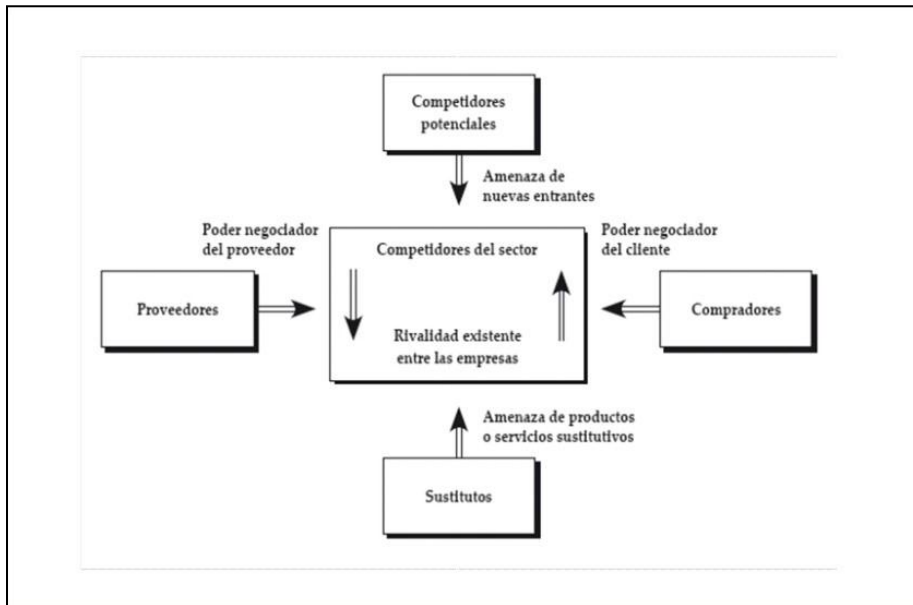 Competidores
potenciales
Amenaza de
nuevas entrantes
Poder negociador
del proveedor
Competidores del sector
Poder negociador
del cliente
Proveedores
Rivalidad existente
entre las empresas
Compradores
Amenaza de productos
o servicios sustitutivos
Sustitutos